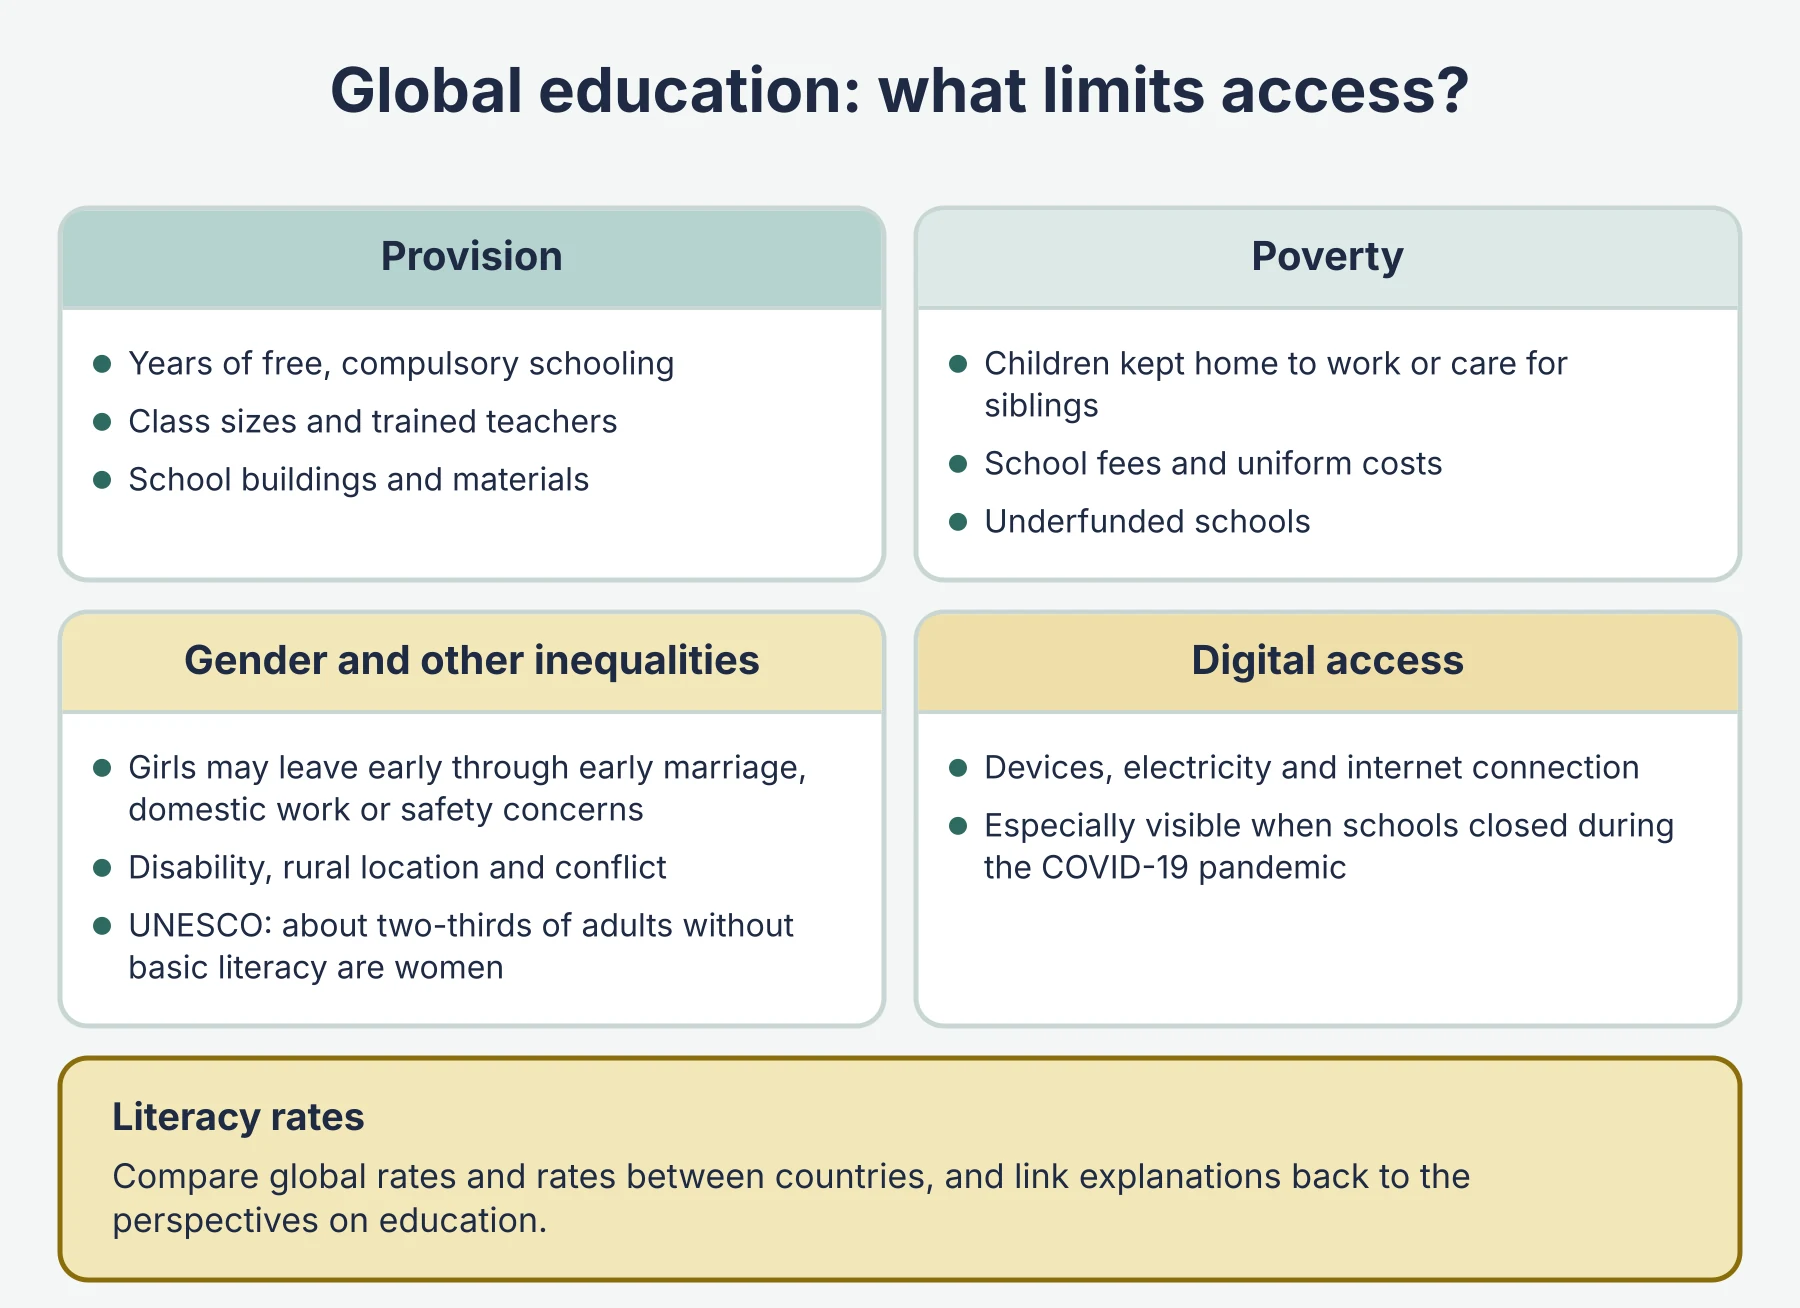 Global education: what limits access?
Provision
Years of free, compulsory schooling
Class sizes and trained teachers
School buildings and materials
Poverty
Children kept home to work or care for
siblings
School fees and uniform costs
Underfunded schools
Gender and other inequalities
Girls may leave early through early marriage,
domestic work or safety concerns
Disability, rural location and conflict
UNESCO: about two-thirds of adults without
basic literacy are women
Digital access
Devices, electricity and internet connection
Especially visible when schools closed during
the COVID-19 pandemic
Literacy rates
Compare global rates and rates between countries, and link explanations back to the
perspectives on education.